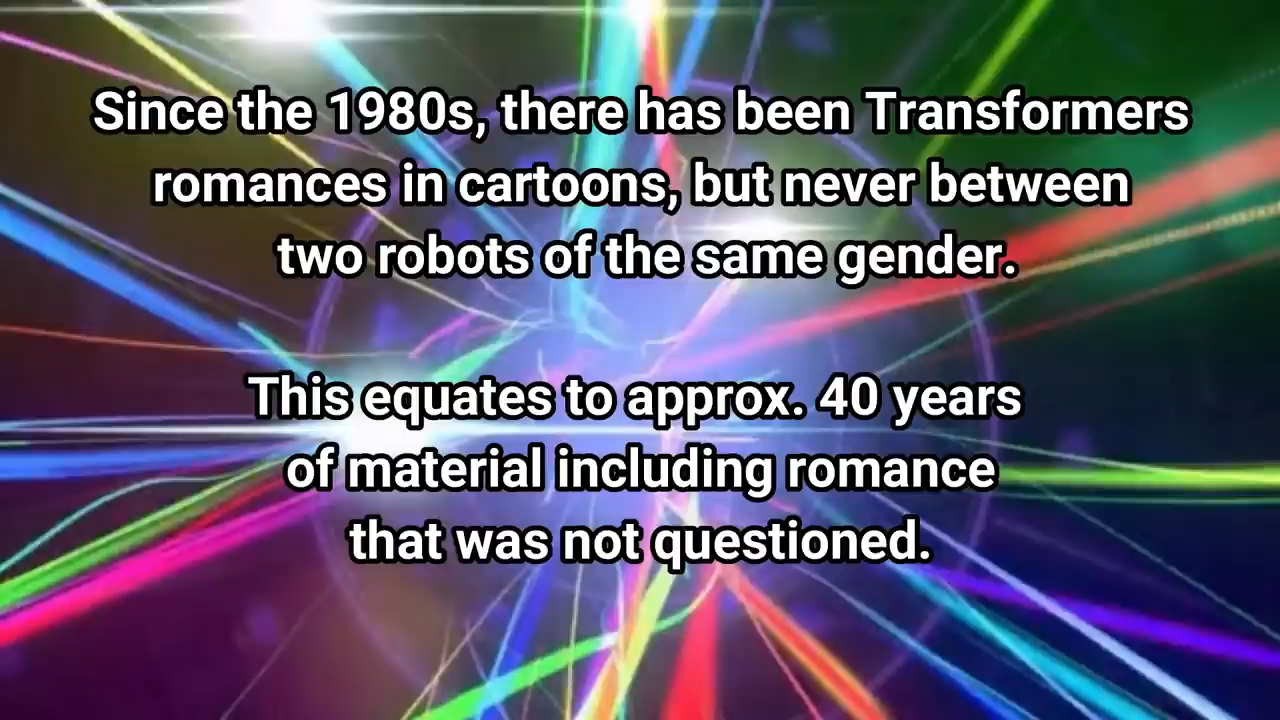 Since the 1980s, there has been Transformers
romances in cartoons, but never between
two robots of the same gender.
This equates to approx. 40 years
of material including romance
that was not questioned.